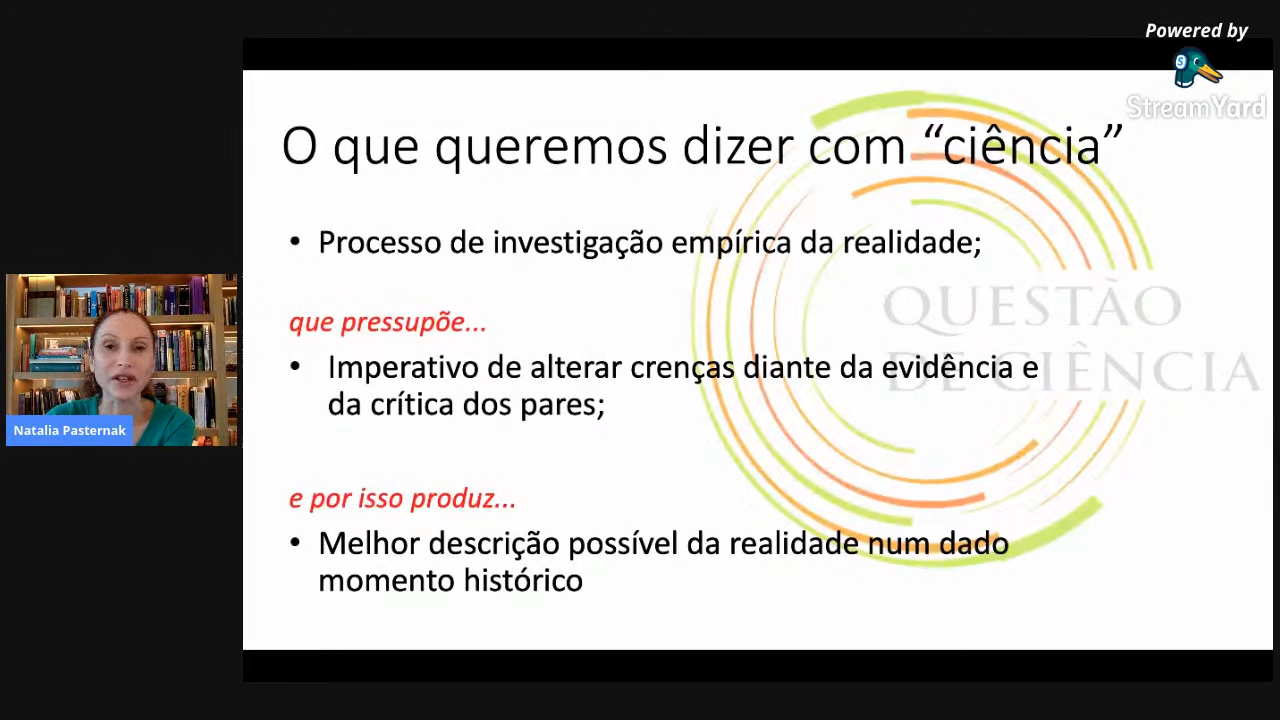 Powered by
StreamYard
O que queremos dizer com “ciência”
• Processo de investigação empírica da realidade;
que pressupõe...
• Imperativo de alterar crenças diante da evidência e
da crítica dos pares;
e por isso produz...
• Melhor descrição possível da realidade num dado
momento histórico
QUESTÃO
DE CIÊNCIA
Natalia Pasternak